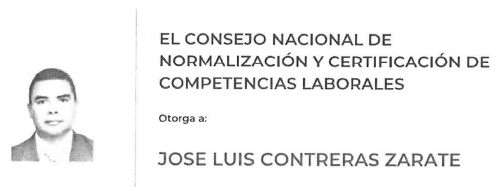 EL CONSEJO NACIONAL DE
NORMALIZACIÓN Y CERTIFICACIÓN DE
COMPETENCIAS LABORALES
Otorga a:
JOSE LUIS CONTRERAS ZARATE